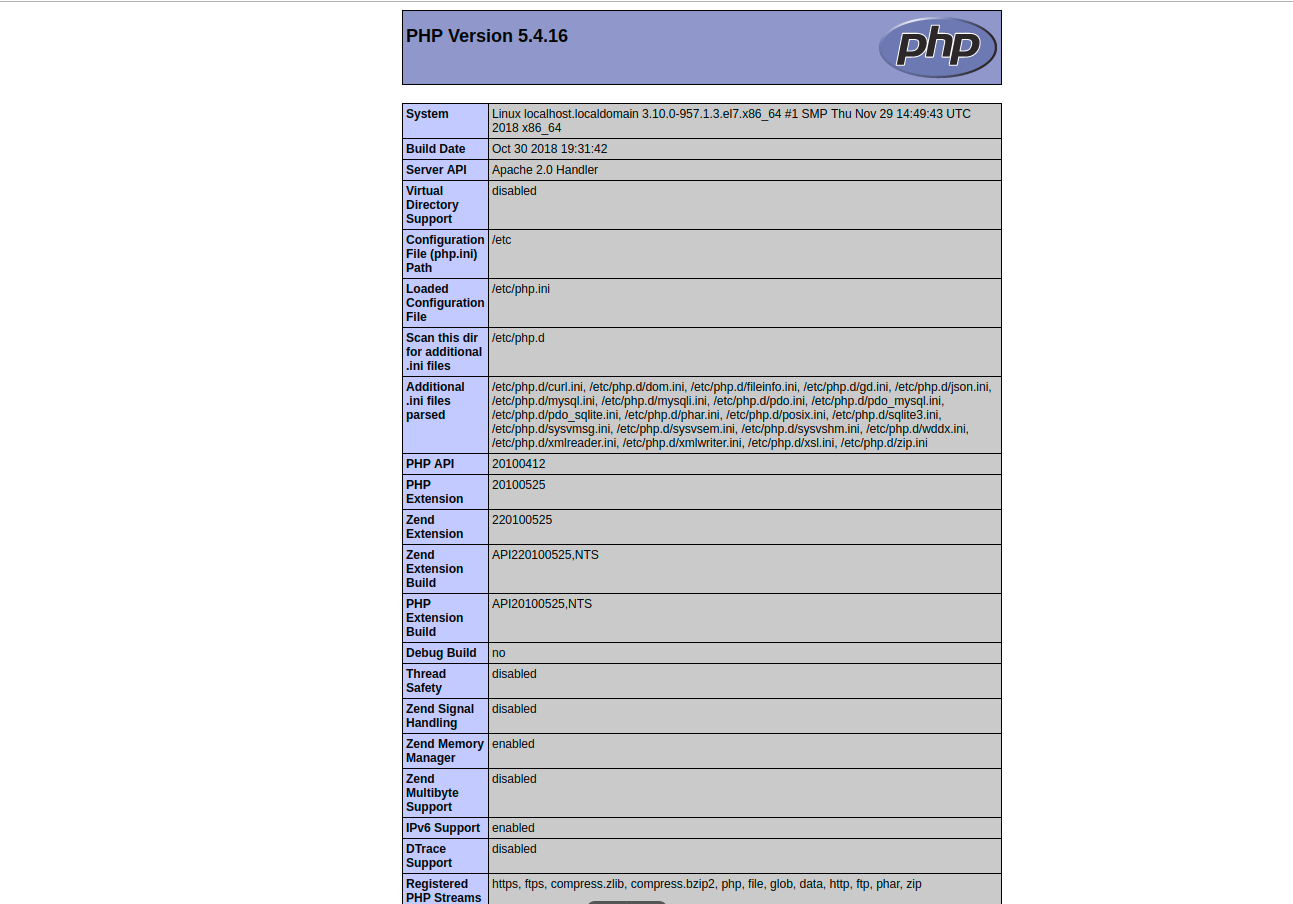 PHP Version 5.4.16
php
System
Linux localhost.localdomain 3.10.0-957.1.3.el7.x86_64 #1 SMP Thu Nov 29 14:49:43 UTC
2018 x86_64
Build Date
Oct 30 2018 19:31:42
Server API
Apache 2.0 Handler
Virtual
Directory
Support
disabled
Configuration
File (php.ini)
Path
/etc
Loaded
Configuration
File
/etc/php.ini
Scan this dir
for additional
.ini files
/etc/php.d
Additional
.ini files
parsed
/etc/php.d/curl.ini, /etc/php.d/dom.ini, /etc/php.d/fileinfo.ini, /etc/php.d/gd.ini, /etc/php.d/json.ini,
/etc/php.d/mysql.ini, /etc/php.d/mysqli.ini, /etc/php.d/pdo.ini, /etc/php.d/pdo_mysql.ini,
/etc/php.d/pdo_sqlite.ini, /etc/php.d/phar.ini, /etc/php.d/posix.ini, /etc/php.d/sqlite3.ini,
/etc/php.d/sysvmsg.ini, /etc/php.d/sysvsem.ini, /etc/php.d/sysvshm.ini, /etc/php.d/wddx.ini,
/etc/php.d/xmlreader.ini, /etc/php.d/xmlwriter.ini, /etc/php.d/xsl.ini, /etc/php.d/zip.ini
PHP API
20100412
PHP
Extension
20100525
Zend
Extension
220100525
Zend
Extension
Build
API220100525,NTS
PHP
Extension
Build
API20100525,NTS
Debug Build
no
Thread
Safety
disabled
Zend Signal
Handling
disabled
Zend Memory
Manager
enabled
Zend
Multibyte
Support
disabled
IPv6 Support
enabled
DTrace
Support
disabled
Registered
PHP Streams
https, ftps, compress.zlib, compress.bzip2, php, file, glob, data, http, ftp, phar, zip